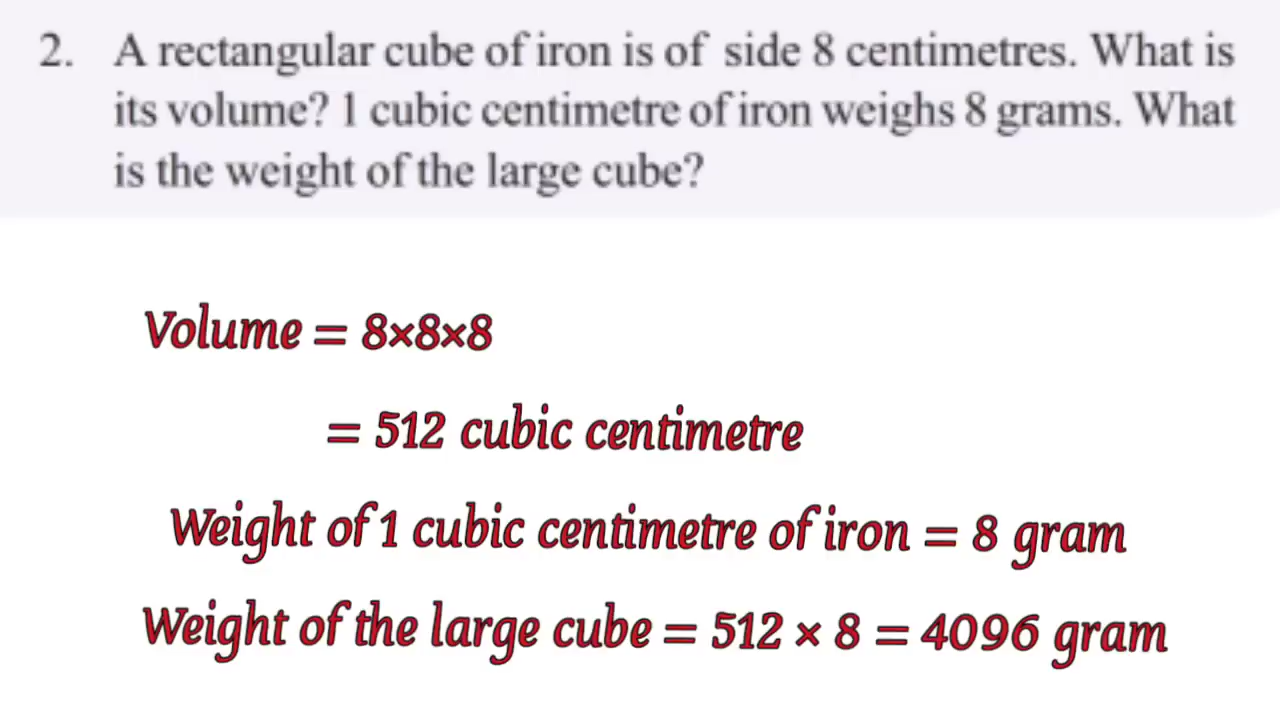 2. A rectangular cube of iron is of side 8 centimetres. What is
its volume? 1 cubic centimetre of iron weighs 8 grams. What
is the weight of the large cube?
Volume = 8×8×8
= 512 cubic centimetre
Weight of 1 cubic centimetre of iron = 8 gram
Weight of the large cube = 512 × 8 = 4096 gram